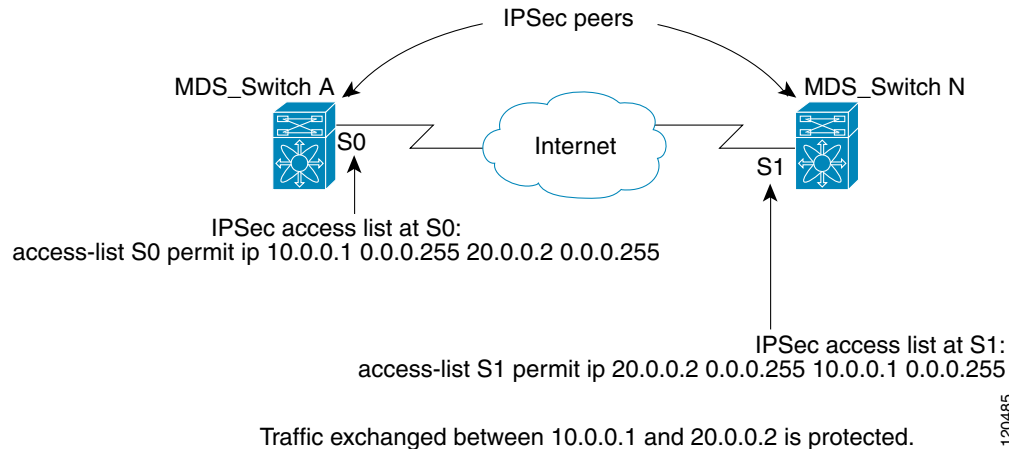 IPSec peers
MDS_Switch A
MDS_Switch N
S0
Internet
S1
IPSec access list at S0:
access-list S0 permit ip 10.0.0.1 0.0.0.255 20.0.0.2 0.0.0.255
IPSec access list at S1:
access-list S1 permit ip 20.0.0.2 0.0.0.255 10.0.0.1 0.0.0.255
Traffic exchanged between 10.0.0.1 and 20.0.0.2 is protected.
120485